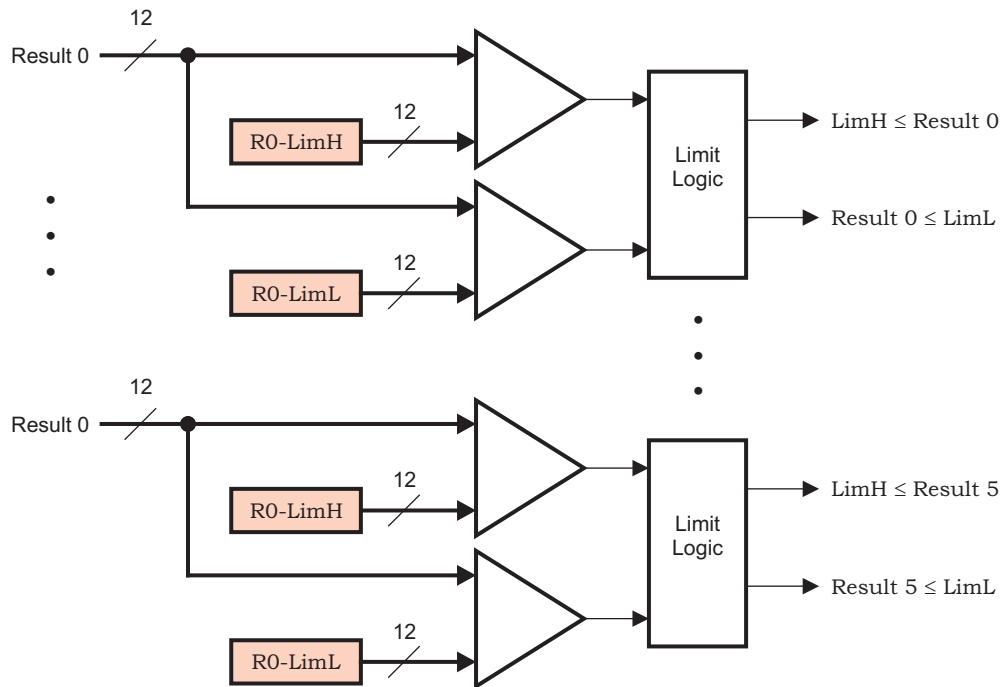 12
Result 0
12
R0-LimH
12
R0-LimL
Limit
Logic
LimH ≤ Result 0
Result 0 ≤ LimL
12
Result 0
12
R0-LimH
12
R0-LimL
Limit
Logic
LimH ≤ Result 5
Result 5 ≤ LimL